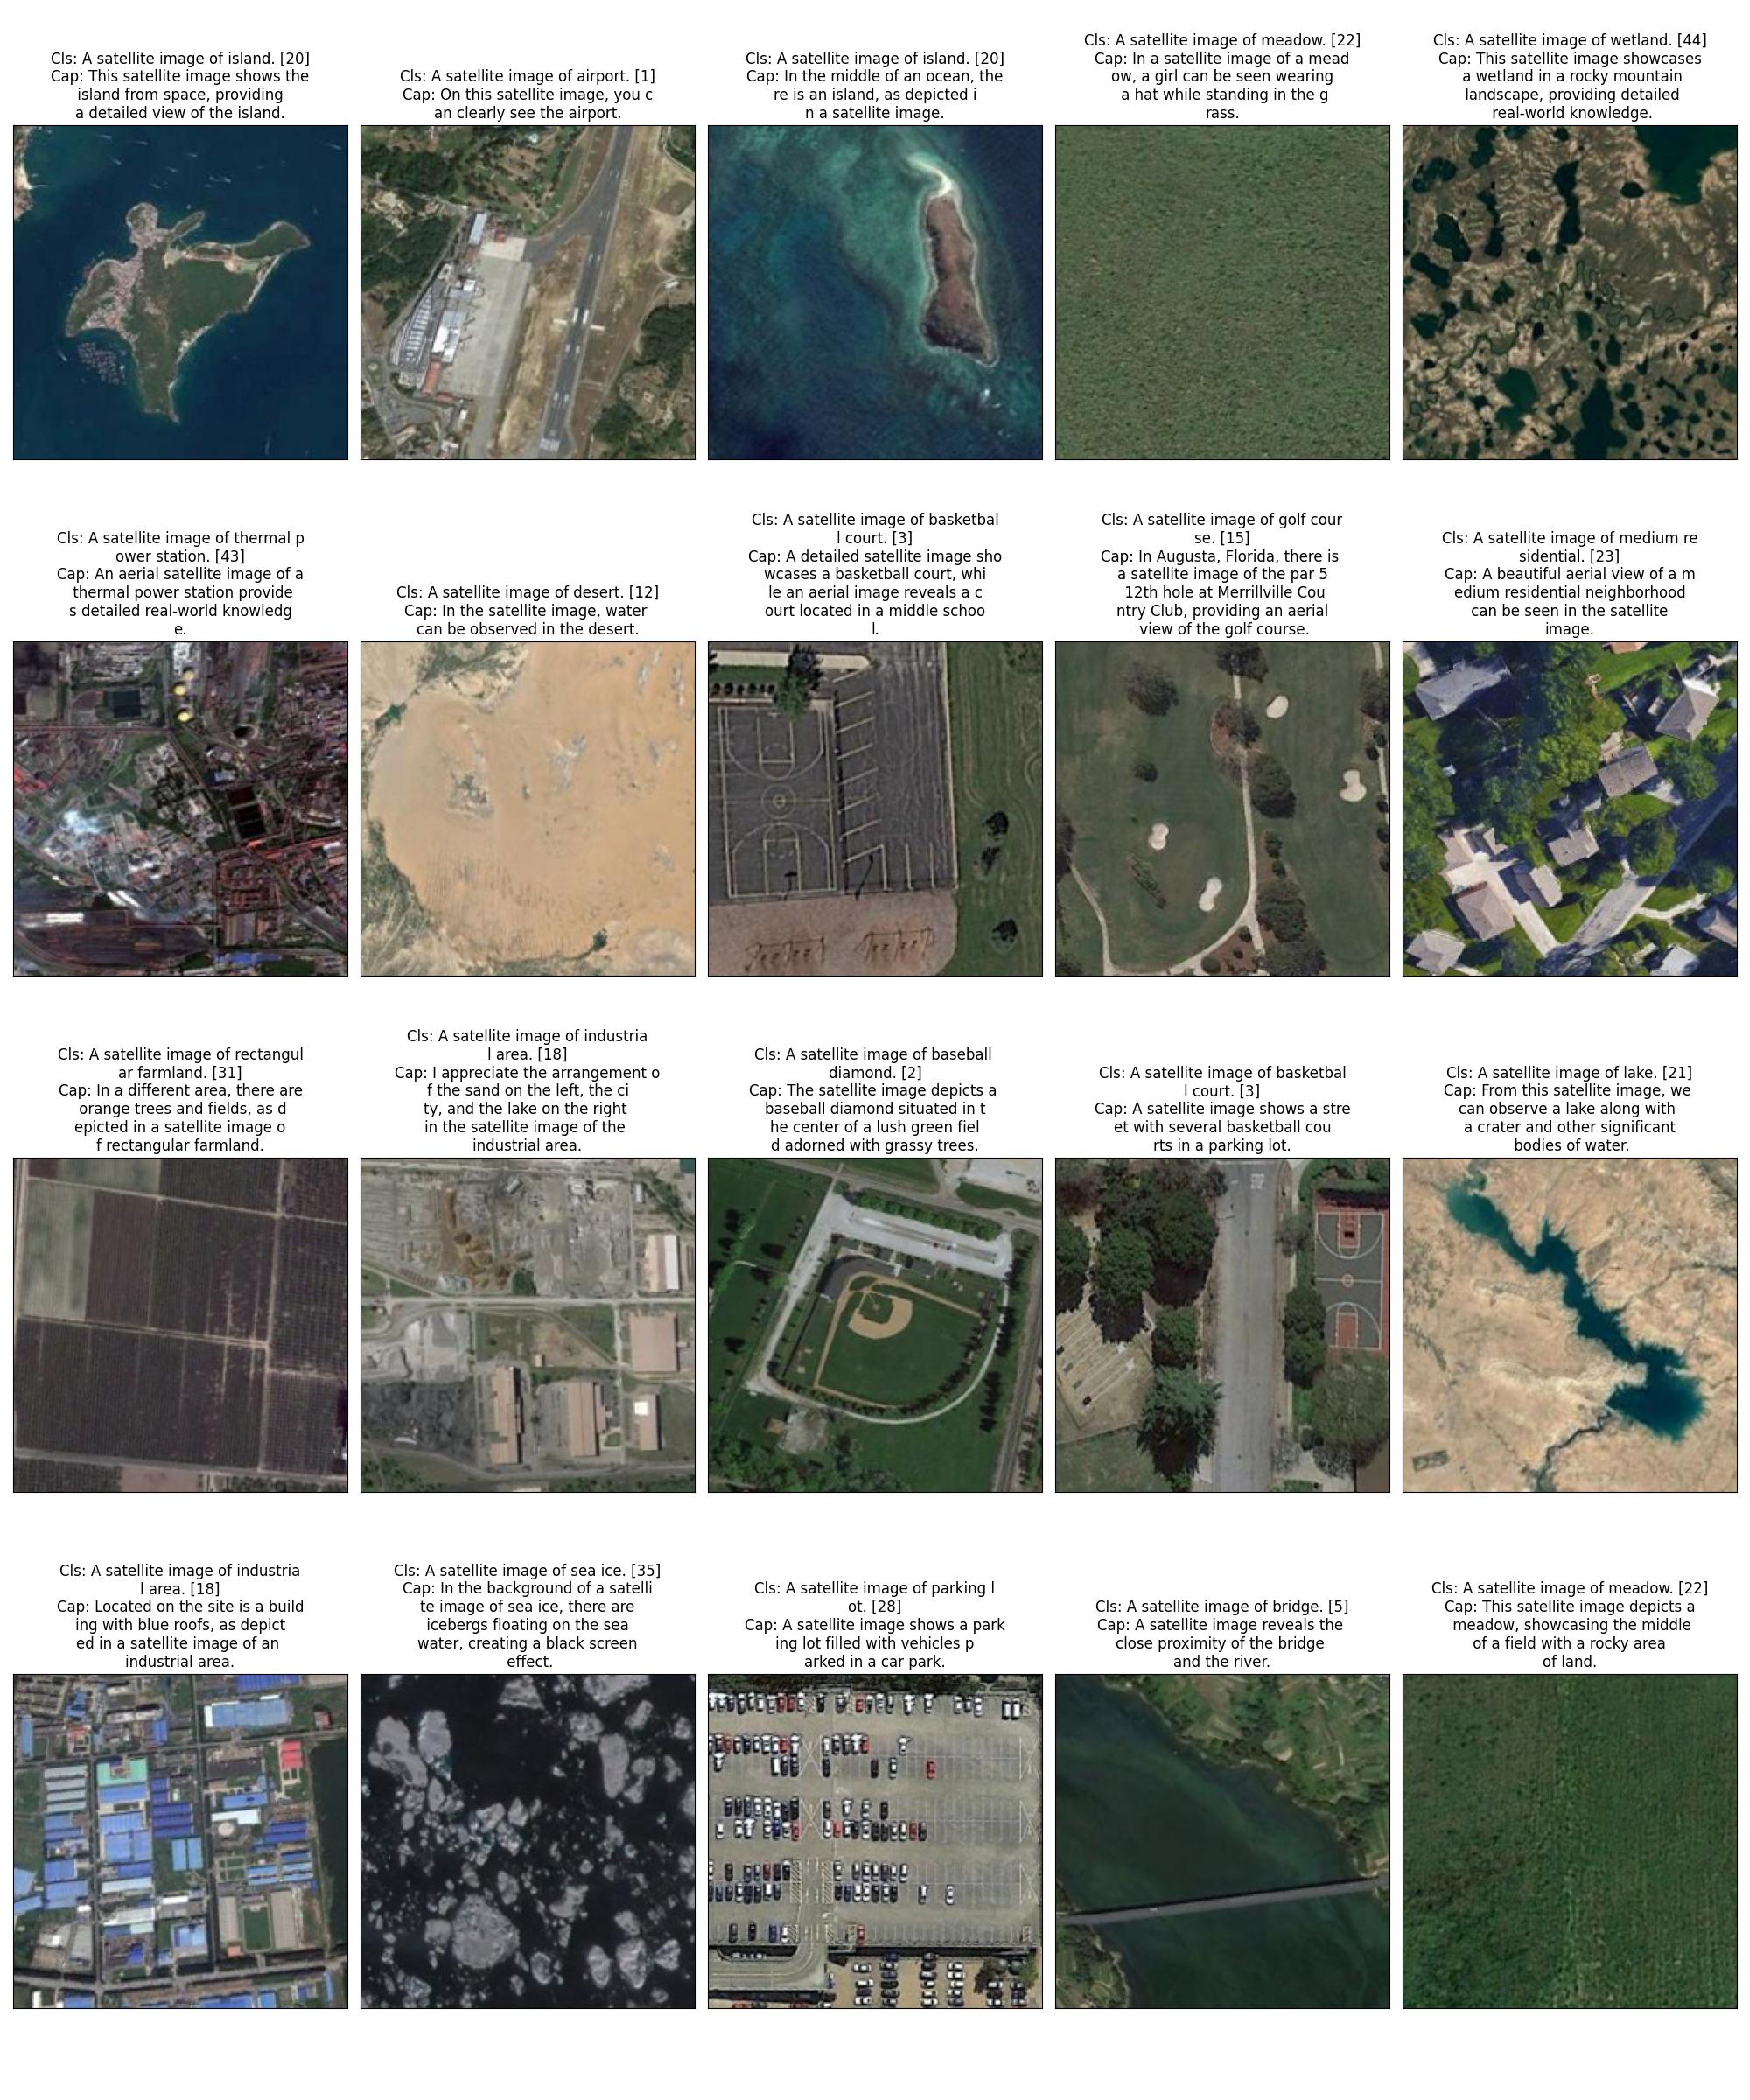 Cls: A satellite image of island. [20]
Cap: This satellite image shows the
island from space, providing
a detailed view of the island.
Cls: A satellite image of airport. [1]
Cap: On this satellite image, you c
an clearly see the airport.
Cls: A satellite image of island. [20]
Cap: In the middle of an ocean, the
re is an island, as depicted i
n a satellite image.
Cls: A satellite image of meadow. [22]
Cap: In a satellite image of a mead
ow, a girl can be seen wearing
a hat while standing in the g
rass.
Cls: A satellite image of wetland. [44]
Cap: This satellite image showcases
a wetland in a rocky mountain
landscape, providing detailed
real-world knowledge.
Cls: A satellite image of thermal p
ower station. [43]
Cap: An aerial satellite image of a
thermal power station provide
s detailed real-world knowledg
e.
Cls: A satellite image of desert. [12]
Cap: In the satellite image, water
can be observed in the desert.
Cls: A satellite image of basketbal
l court. [3]
Cap: A detailed satellite image sho
wcases a basketball court, whi
le an aerial image reveals a c
ourt located in a middle schoo
l.
Cls: A satellite image of golf cour
se. [15]
Cap: In Augusta, Florida, there is
a satellite image of the par 5
12th hole at Merrillville Cou
ntry Club, providing an aerial
view of the golf course.
Cls: A satellite image of medium re
sidential. [23]
Cap: A beautiful aerial view of a m
edium residential neighborhood
can be seen in the satellite
image.
Cls: A satellite image of rectangul
ar farmland. [31]
Cap: In a different area, there are
orange trees and fields, as d
epicted in a satellite image o
f rectangular farmland.
Cls: A satellite image of industria
l area. [18]
Cap: I appreciate the arrangement o
f the sand on the left, the ci
ty, and the lake on the right
in the satellite image of the
industrial area.
Cls: A satellite image of baseball
diamond. [2]
Cap: The satellite image depicts a
baseball diamond situated in t
he center of a lush green fiel
d adorned with grassy trees.
Cls: A satellite image of basketbal
l court. [3]
Cap: A satellite image shows a stre
et with several basketball cou
rts in a parking lot.
Cls: A satellite image of lake. [21]
Cap: From this satellite image, we
can observe a lake along with
a crater and other significant
bodies of water.
Cls: A satellite image of industria
l area. [18]
Cap: Located on the site is a build
ing with blue roofs, as depict
ed in a satellite image of an
industrial area.
Cls: A satellite image of sea ice. [35]
Cap: In the background of a satelli
te image of sea ice, there are
icebergs floating on the sea
water, creating a black screen
effect.
Cls: A satellite image of parking l
ot. [28]
Cap: A satellite image shows a park
ing lot filled with vehicles p
arked in a car park.
Cls: A satellite image of bridge. [5]
Cap: A satellite image reveals the
close proximity of the bridge
and the river.
Cls: A satellite image of meadow. [22]
Cap: This satellite image depicts a
meadow, showcasing the middle
of a field with a rocky area
of land.